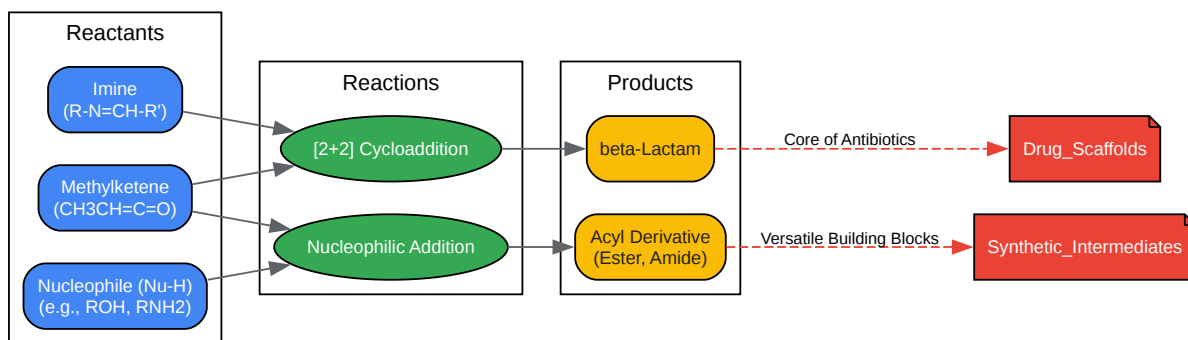 Reactants
Imine
(R-N=CH-R')
Methylketene
(CH3CH=C=O)
Nucleophile (Nu-H)
(e.g., ROH, RNH2)
Reactions
[2+2] Cycloaddition
Nucleophilic Addition
Products
beta-Lactam
Acyl Derivative
(Ester, Amide)
Core of Antibiotics
Versatile Building Blocks
Drug_Scaffolds
Synthetic_Intermediates